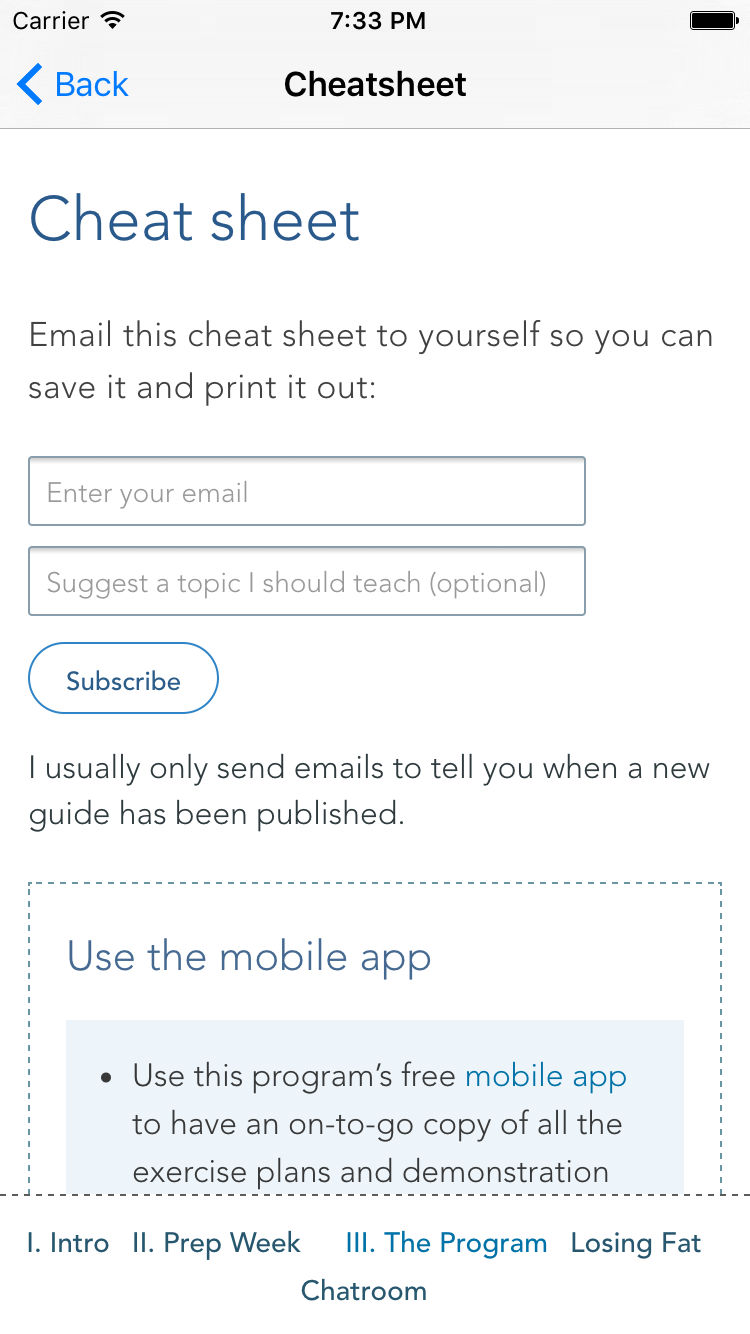 Carrier 7:33 PM
Back Cheatsheet
Cheat sheet
Email this cheat sheet to yourself so you can
save it and print it out:
Enter your email
Suggest a topic I should teach (optional)
Subscribe
I usually only send emails to tell you when a new
guide has been published.
Use the mobile app
• Use this program’s free mobile app
to have an on-to-go copy of all the
exercise plans and demonstration
I. Intro II. Prep Week III. The Program Losing Fat
Chatroom